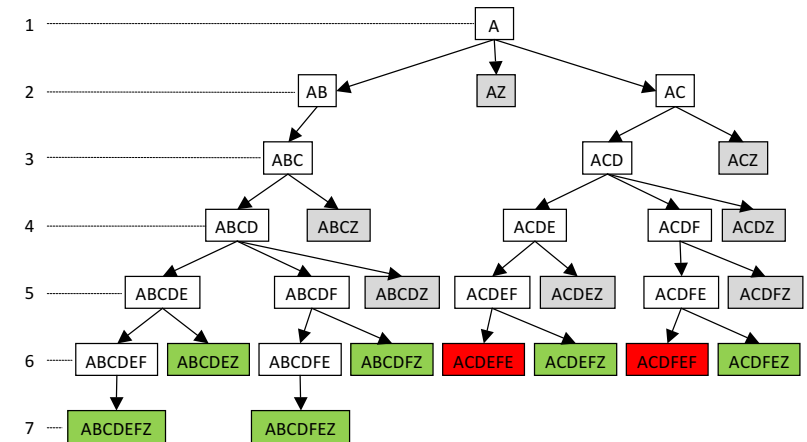 1 A
2 AB AZ AC
3 ABC ACD ACZ
4 ABCD ABCZ ACDE ACDF ACDZ
5 ABCDE ABCDF ABCDZ ACDEF ACDEZ ACDFE ACDFZ
6 ABCDEF ABCDEZ ABCDFE ABCDFZ ACDEFE ACDEFZ ACDFEF ACDFEZ
7 ABCDEFZ ABCDFEZ